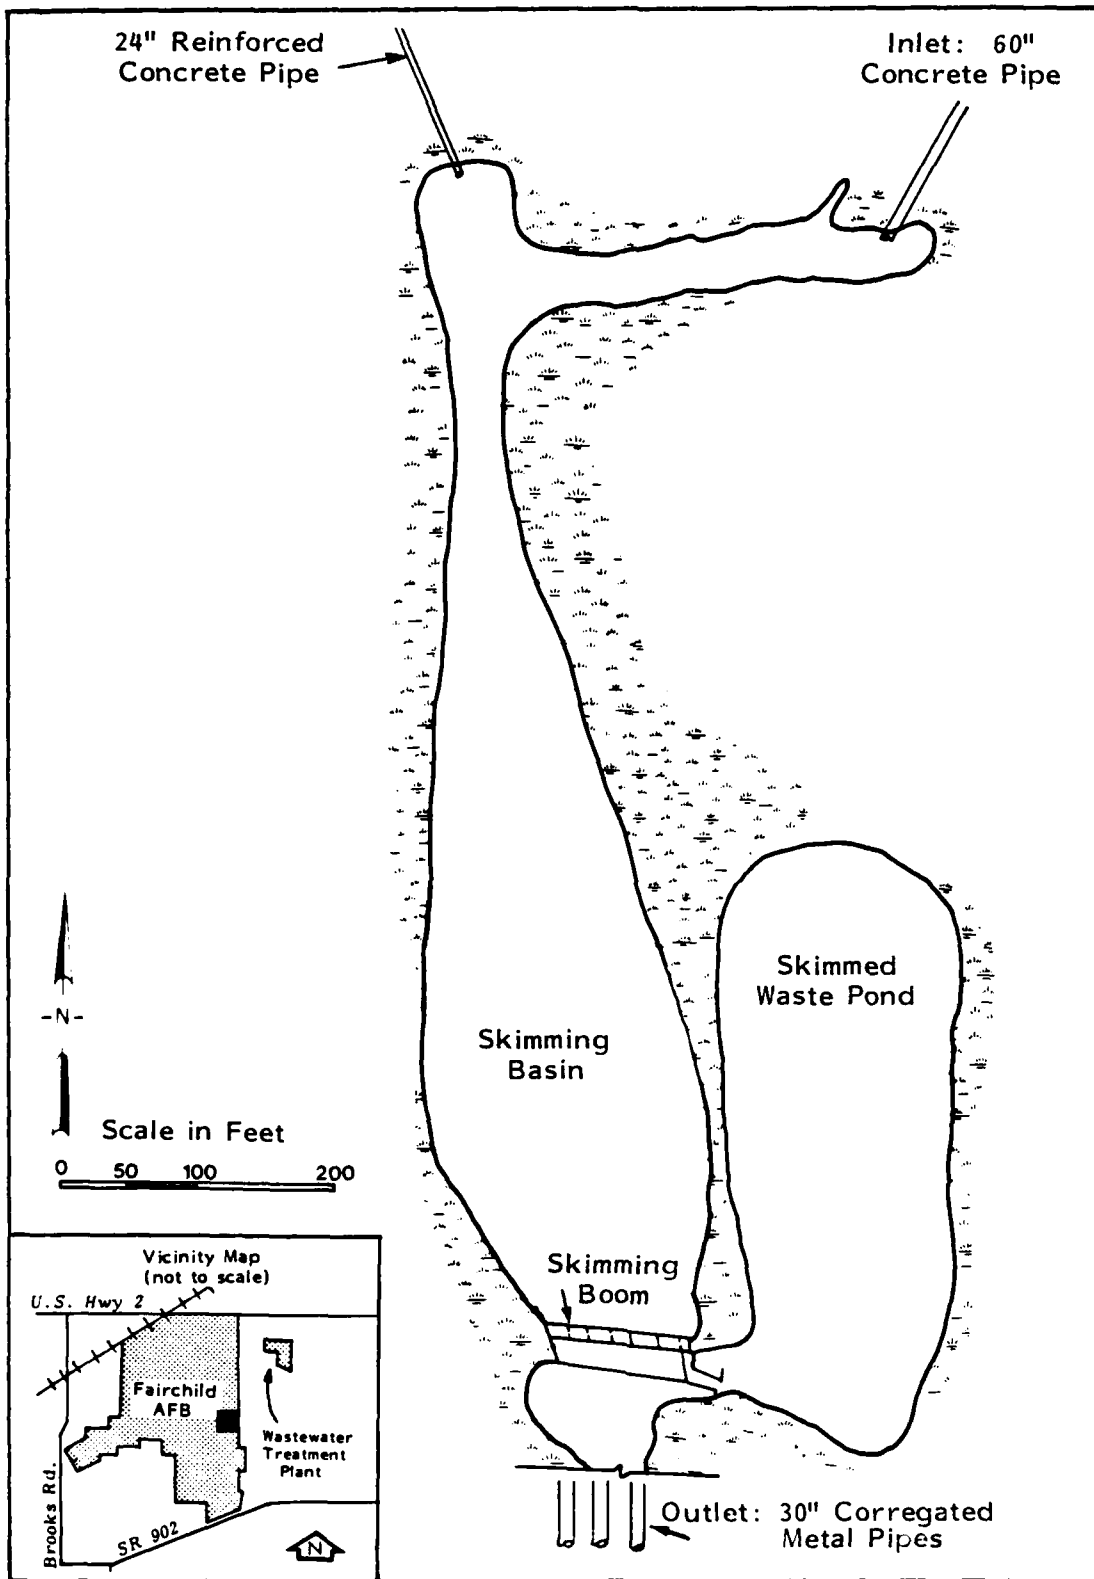 24" Reinforced
Concrete Pipe
Inlet: 60"
Concrete Pipe
Skimmed
Waste Pond
Skimming
Basin
-N-
Scale in Feet
0 50 100 200
Skimming
Boom
Vicinity Map
(not to scale)
U.S. Hwy 2
Fairchild
AFB
Wastewater
Treatment
Plant
Brooks Rd.
SR 902
N
Outlet: 30" Corregated
Metal Pipes